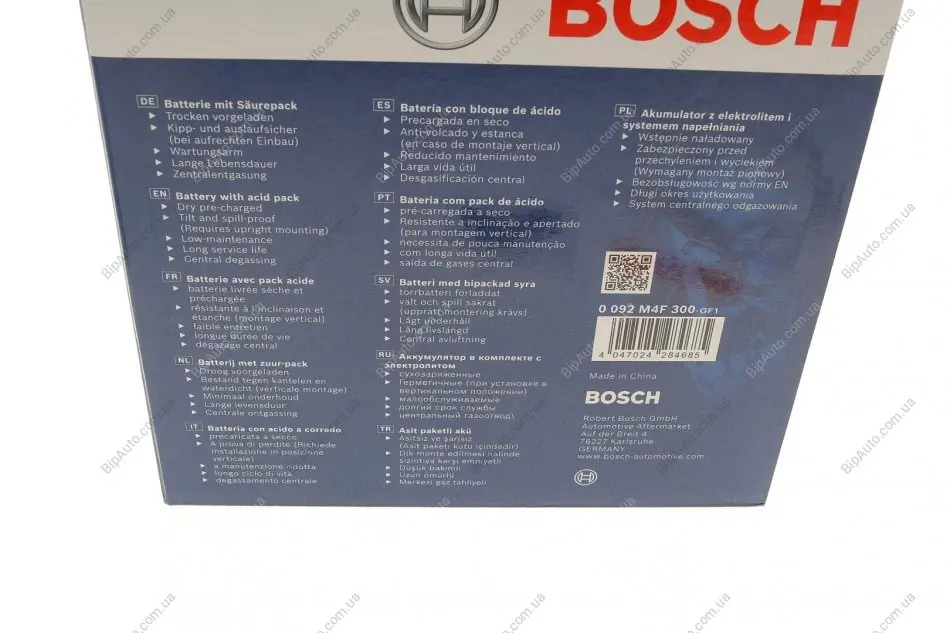 BOSCH
DE Batterie mit Säurepack
Trocken vorgeladen
Kipp- und auslaufsicher
(bei aufrechten Einbau)
Wartungsarm
Lange Lebensdauer
Zentralentgasung
EN Battery with acid pack
Dry pre-charged
Tilt and spill-proof
(Requires upright mounting)
Low-maintenance
Long service life
Central degassing
FR Batterie avec pack acide
batterie livrée sèche et
préchargée
résistante à l'inclinaison et
étanche (montage vertical)
faible entretien
longue durée de vie
dégazage central
NL Batterij met zuur-pack
Droog voorgeladen
Bestand tegen kantelen en
waterdicht (verticale montage)
Minimaal onderhoud
Lange levensduur
Centrale ontgassing
IT Batteria con acido a corredo
precaricata a secco
A prova di perdite (Richiede
installazione in posizione
verticale)
a manutenzione ridotta
lungo ciclo di vita
degassamento centrale
ES Batería con bloque de ácido
Precargada en seco
Antivolcado y estanca
(en caso de montaje vertical)
Reducido mantenimiento
Larga vida útil
Desgasificación central
PT Bateria com pack de ácido
pré-carregada a seco
Resistente a inclinação e apertado
(para montagem vertical)
necessita de pouca manutenção
com longa vida útil
saída de gases central
SV Batteri med bipackad syra
torrbatteri förladdat
vält och spill säkrat
(upprätt montering krävs)
Lågt underhåll
Lång livslängd
Central avluftning
RU Аккумулятор в комплекте с
электролитом
сухозаряженные
Герметичные (при установке в
вертикальном положении)
малообслуживаемые
долгий срок службы
центральный газоотвод)
TR Asit paketli akü
Asitsiz ve şarjsız
(Asit paketi kutu içindedir)
Dik monte edilmesi halinde
sızıntıya karşı emniyetli
Düşük bakımlı
Uzun ömürlü
Merkezi gaz tahliyeli
PL Akumulator z elektrolitem i
systemem napełniania
Wstępnie naładowany
Zabezpieczony przed
przechyleniem i wyciekiem
(Wymagany montaż pionowy)
Bezobsługowość wg normy EN
Długi okres użytkowania
System centralnego odgazowania
0 092 M4F 300-GF1
4 047024 284685
Made in China
BOSCH
Robert Bosch GmbH
Automotive Aftermarket
Auf der Breit 4
76227 Karlsruhe
GERMANY
www.bosch-automotive.com
BipAuto.com.ua